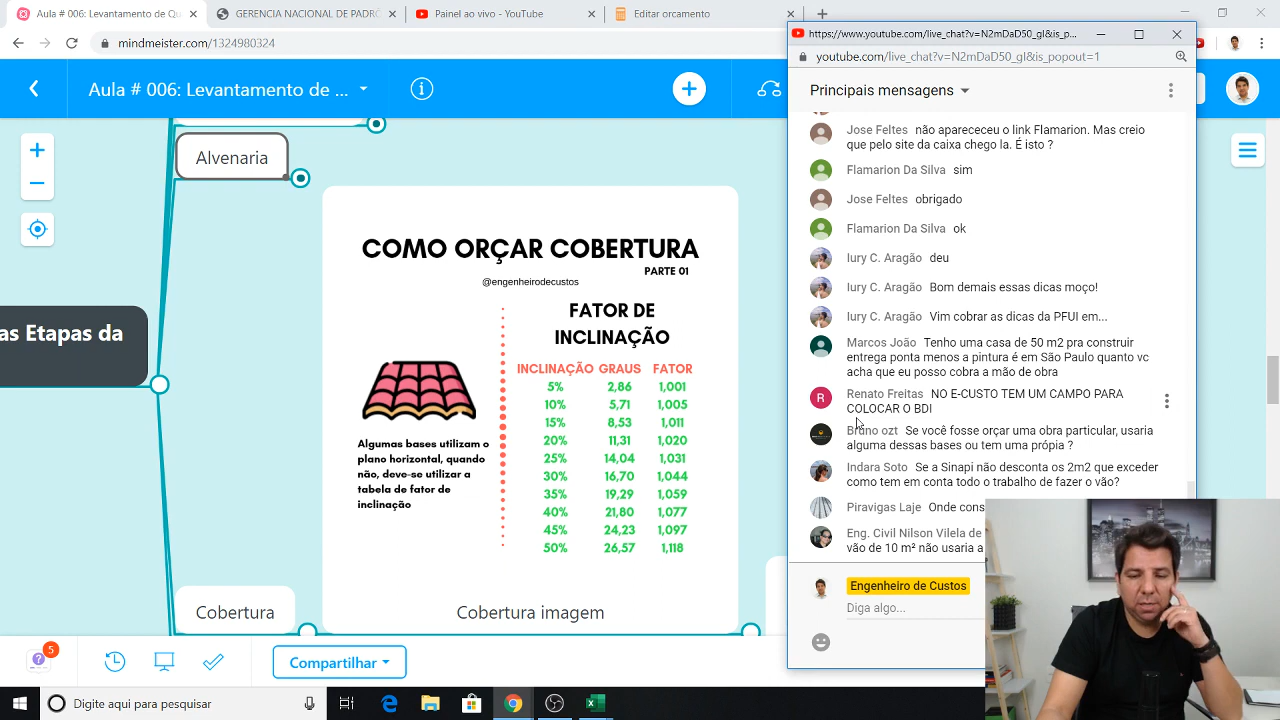 Aula # 006: Levantamento de Qu
GERENCIA NACIONAL DE PADRÕ
Painel ao vivo - YouTube
Editar orcamento
mindmeister.com/1324980324
https://www.youtube.com/live_chat?v=N2mDaD50_gI&is_p...
youtube.com/live_chat?v=N2mDaD50_gI&is_popout=1
Aula # 006: Levantamento de ...
Principais mensagens
Alvenaria
as Etapas da
COMO ORÇAR COBERTURA
PARTE 01
@engenheirodecustos
FATOR DE
INCLINAÇÃO
INCLINAÇÃO GRAUS FATOR
5% 2,86 1,001
10% 5,71 1,005
15% 8,53 1,011
20% 11,31 1,020
25% 14,04 1,031
30% 16,70 1,044
35% 19,29 1,059
40% 21,80 1,077
45% 24,23 1,097
50% 26,57 1,118
Algumas bases utilizam o
plano horizontal, quando
não, deve-se utilizar a
tabela de fator de
inclinação
Cobertura
Cobertura imagem
Jose Feltes não aparececeu o link Flamarion. Mas creio
que pelo site da caixa chego la. É isto ?
Flamarion Da Silva sim
Jose Feltes obrigado
Flamarion Da Silva ok
Iury C. Aragão deu
Iury C. Aragão Bom demais essas dicas moço!
Iury C. Aragão Vim cobrar as dicas da PFUI em...
Marcos João Tenho uma casa de 50 m2 pra construir
entrega ponta menos a pintura é em São Paulo quanto vc
acha que eu posso cobra a mão de obra
Renato Freitas NO E-CUSTO TEM UM CAMPO PARA
COLOCAR O BDI
R
Bruno ozt Se você fosse orçar uma obra particular, usaria
alguma dessas bases ou tem uma própia?
Indara Soto Se a Sinapi não desconta os 2m2 que exceder
como tem em conta todo o trabalho de fazer o vão?
Piravigas Laje Onde cons
Eng. Civil Nilson Vilela de
vão de 10 m² não usaria a
Engenheiro de Custos
Diga algo...
5
Compartilhar
Digite aqui para pesquisar